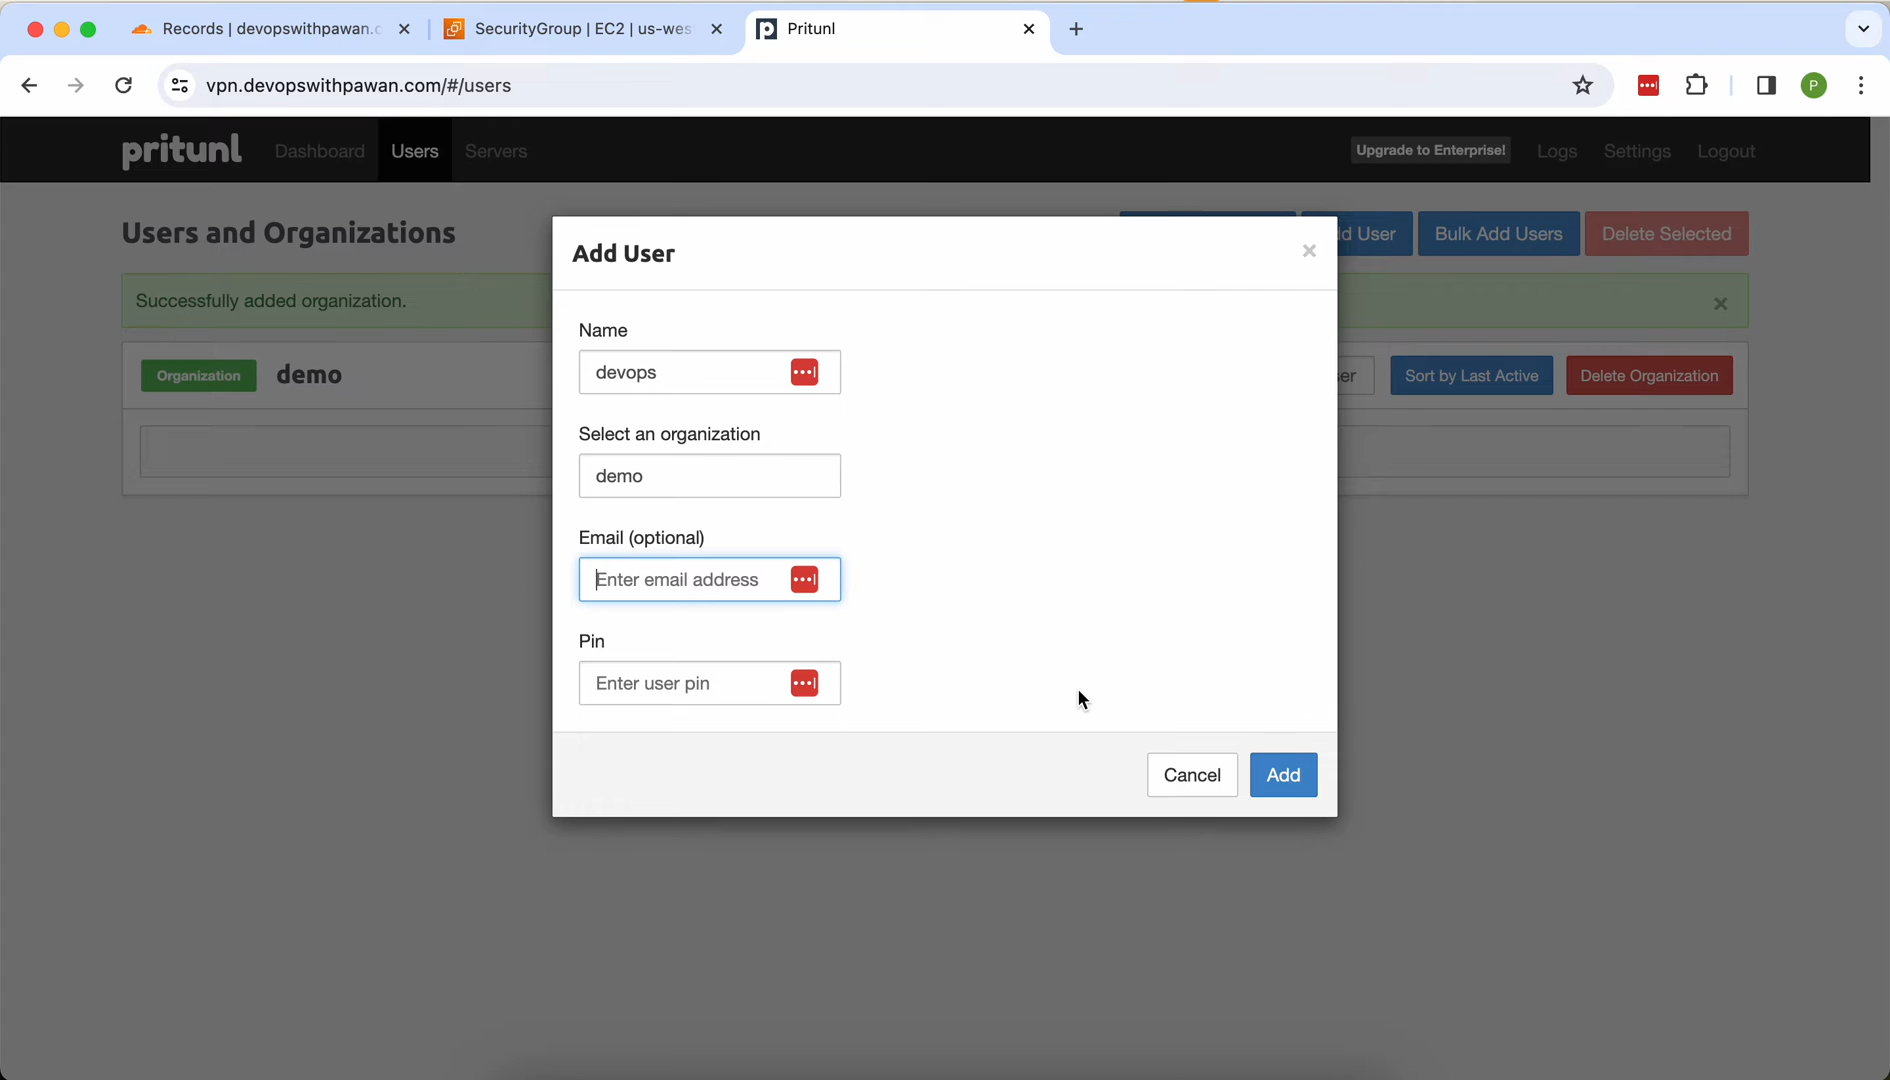 Records | devopswithpawan.c
SecurityGroup | EC2 | us-wes
Pritunl
vpn.devopswithpawan.com/#/users
P
pritunl
Dashboard
Users
Servers
Upgrade to Enterprise!
Logs
Settings
Logout
Users and Organizations
d User
Bulk Add Users
Delete Selected
Successfully added organization.
Organization
demo
er
Sort by Last Active
Delete Organization
Add User
Name
devops
Select an organization
demo
Email (optional)
Enter email address
Pin
Enter user pin
Cancel
Add